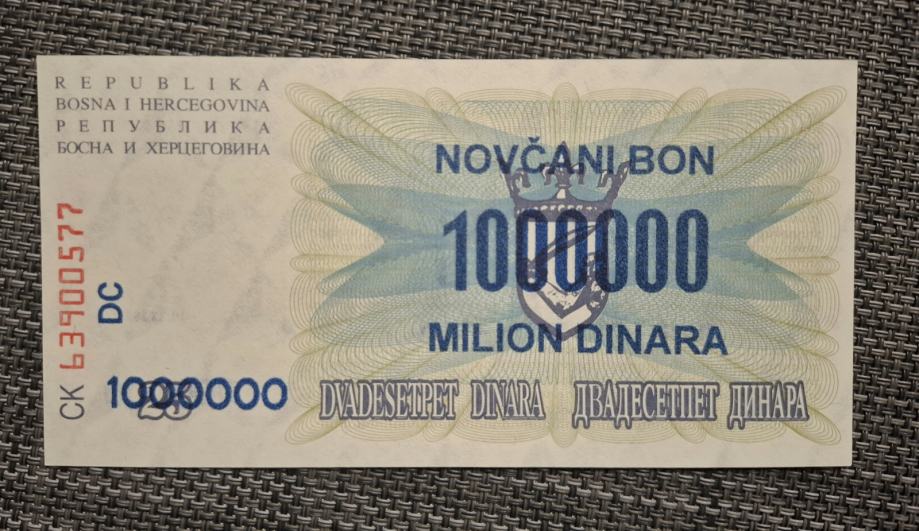 REPUBLIKA
BOSNA I HERCEGOVINA
РЕПУБЛИКА
БОСНА И ХЕРЦЕГОВИНА
NOVČANI BON
1000000
MILION DINARA
CK 63900577
DC
1000000
25
DVADESETPET DINARA ДВАДЕСЕТПЕТ ДИНАРА